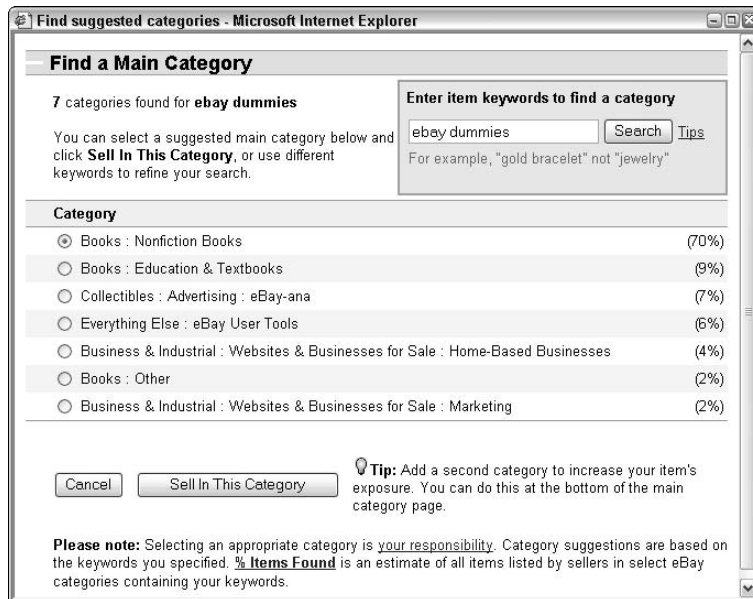 Find suggested categories - Microsoft Internet Explorer
Find a Main Category
7 categories found for ebay dummies
You can select a suggested main category below and
click Sell In This Category, or use different
keywords to refine your search.
Enter item keywords to find a category
ebay dummies Search Tips
For example, "gold bracelet" not "jewelry"
Category
Books : Nonfiction Books (70%)
Books : Education & Textbooks (9%)
Collectibles : Advertising : eBay-ana (7%)
Everything Else : eBay User Tools (6%)
Business & Industrial : Websites & Businesses for Sale : Home-Based Businesses (4%)
Books : Other (2%)
Business & Industrial : Websites & Businesses for Sale : Marketing (2%)
Cancel Sell In This Category
Tip: Add a second category to increase your item's
exposure. You can do this at the bottom of the main
category page.
Please note: Selecting an appropriate category is your responsibility. Category suggestions are based on
the keywords you specified. % Items Found is an estimate of all items listed by sellers in select eBay
categories containing your keywords.